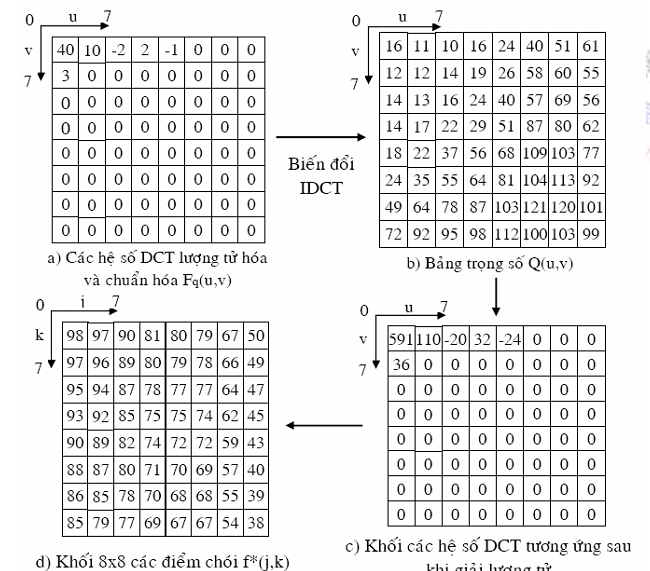 0 u 7
v
7
40 10 -2 2 -1 0 0 0
3 0 0 0 0 0 0 0
0 0 0 0 0 0 0 0
0 0 0 0 0 0 0 0
0 0 0 0 0 0 0 0
0 0 0 0 0 0 0 0
0 0 0 0 0 0 0 0
0 0 0 0 0 0 0 0
a) Các hệ số DCT lượng tử hóa
và chuẩn hóa Fq(u,v)
Biến đổi
IDCT
0 u 7
v
7
16 11 10 16 24 40 51 61
12 12 14 19 26 58 60 55
14 13 16 24 40 57 69 56
14 17 22 29 51 87 80 62
18 22 37 56 68 109 103 77
24 35 55 64 81 104 113 92
49 64 78 87 103 121 120 101
72 92 95 98 112 100 103 99
b) Bảng trọng số Q(u,v)
0 j 7
k
7
98 97 90 81 80 79 67 50
97 96 89 80 79 78 66 49
95 94 87 78 77 77 64 47
93 92 85 75 75 74 62 45
90 89 82 74 72 72 59 43
88 87 80 71 70 69 57 40
86 85 78 70 68 68 55 39
85 79 77 69 67 67 54 38
d) Khối 8x8 các điểm chói f*(j,k)
0 u 7
v
7
591 110 -20 32 -24 0 0 0
36 0 0 0 0 0 0 0
0 0 0 0 0 0 0 0
0 0 0 0 0 0 0 0
0 0 0 0 0 0 0 0
0 0 0 0 0 0 0 0
0 0 0 0 0 0 0 0
0 0 0 0 0 0 0 0
c) Khối các hệ số DCT tương ứng sau
khi giải lượng tử